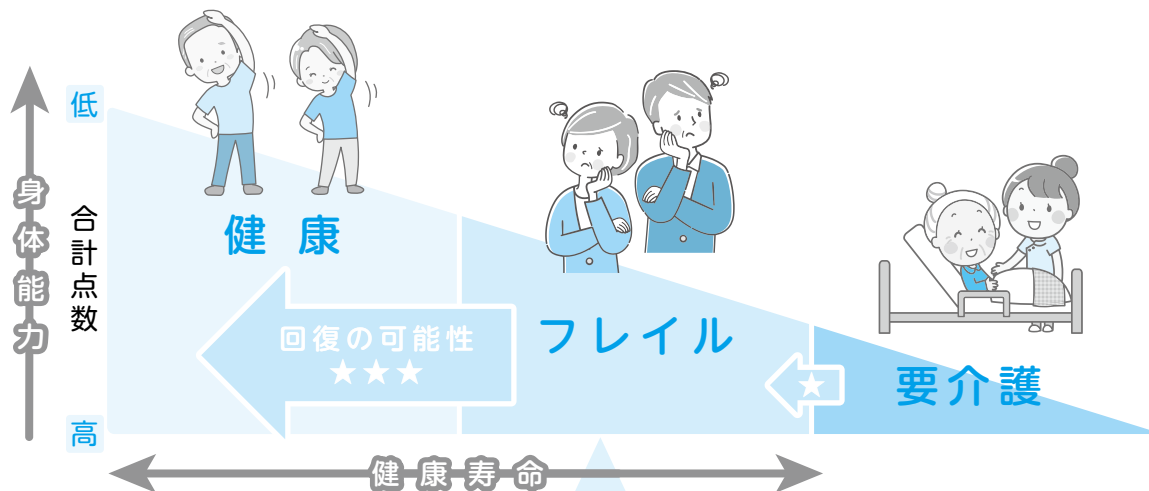 低
身体能力
合計点数
健康
回復の可能性
★★★
フレイル
★
要介護
高
健康寿命